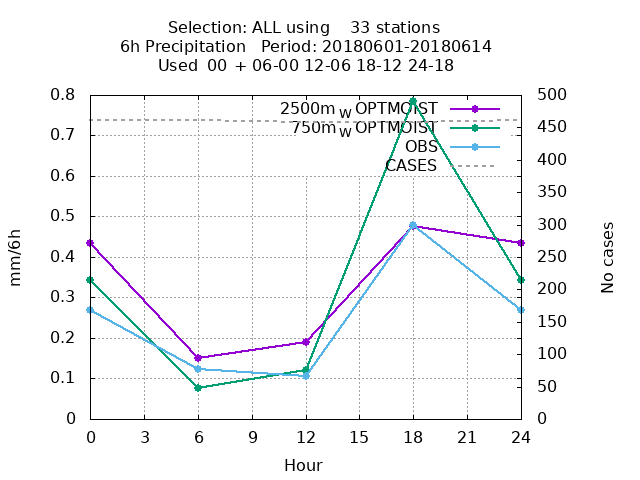 Selection: ALL using    33 stations
6h Precipitation   Period: 20180601-20180614
Used  00 + 06-00 12-06 18-12 24-18
2500m_W OPTMOIST
750m_W OPTMOIST
OBS
CASES
mm/6h
0.8
0.7
0.6
0.5
0.4
0.3
0.2
0.1
0
No cases
500
450
400
350
300
250
200
150
100
50
0
0 3 6 9 12 15 18 21 24
Hour